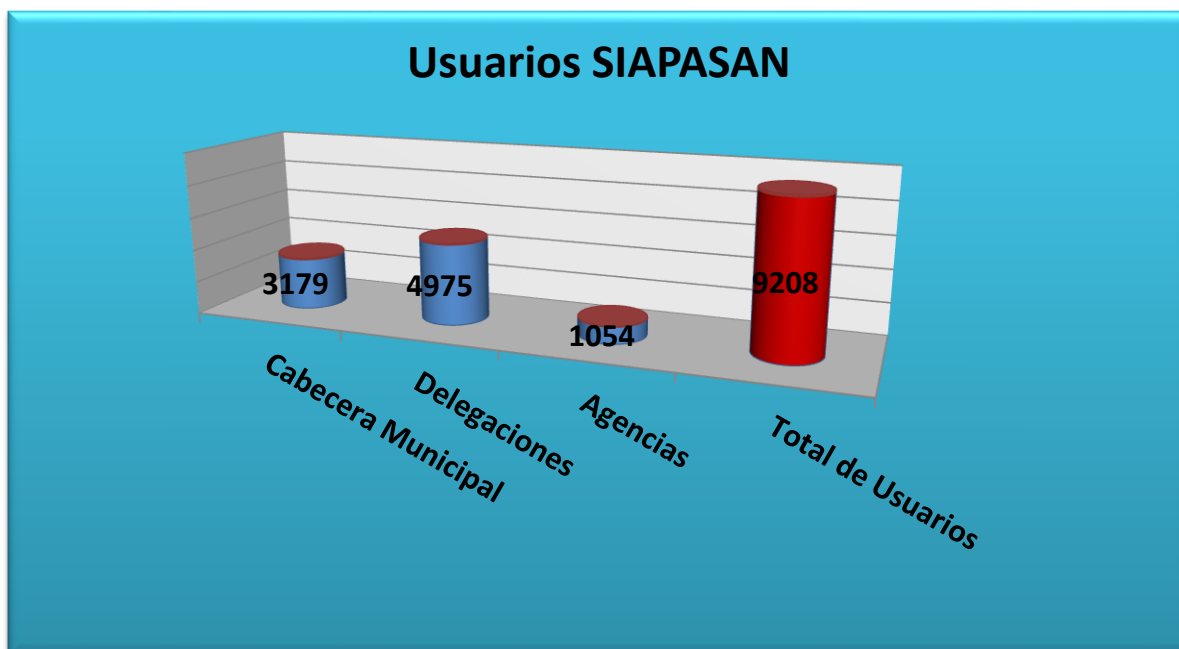 Usuarios SIAPASAN
3179
4975
1054
9208
Cabecera Municipal
Delegaciones
Agencias
Total de Usuarios